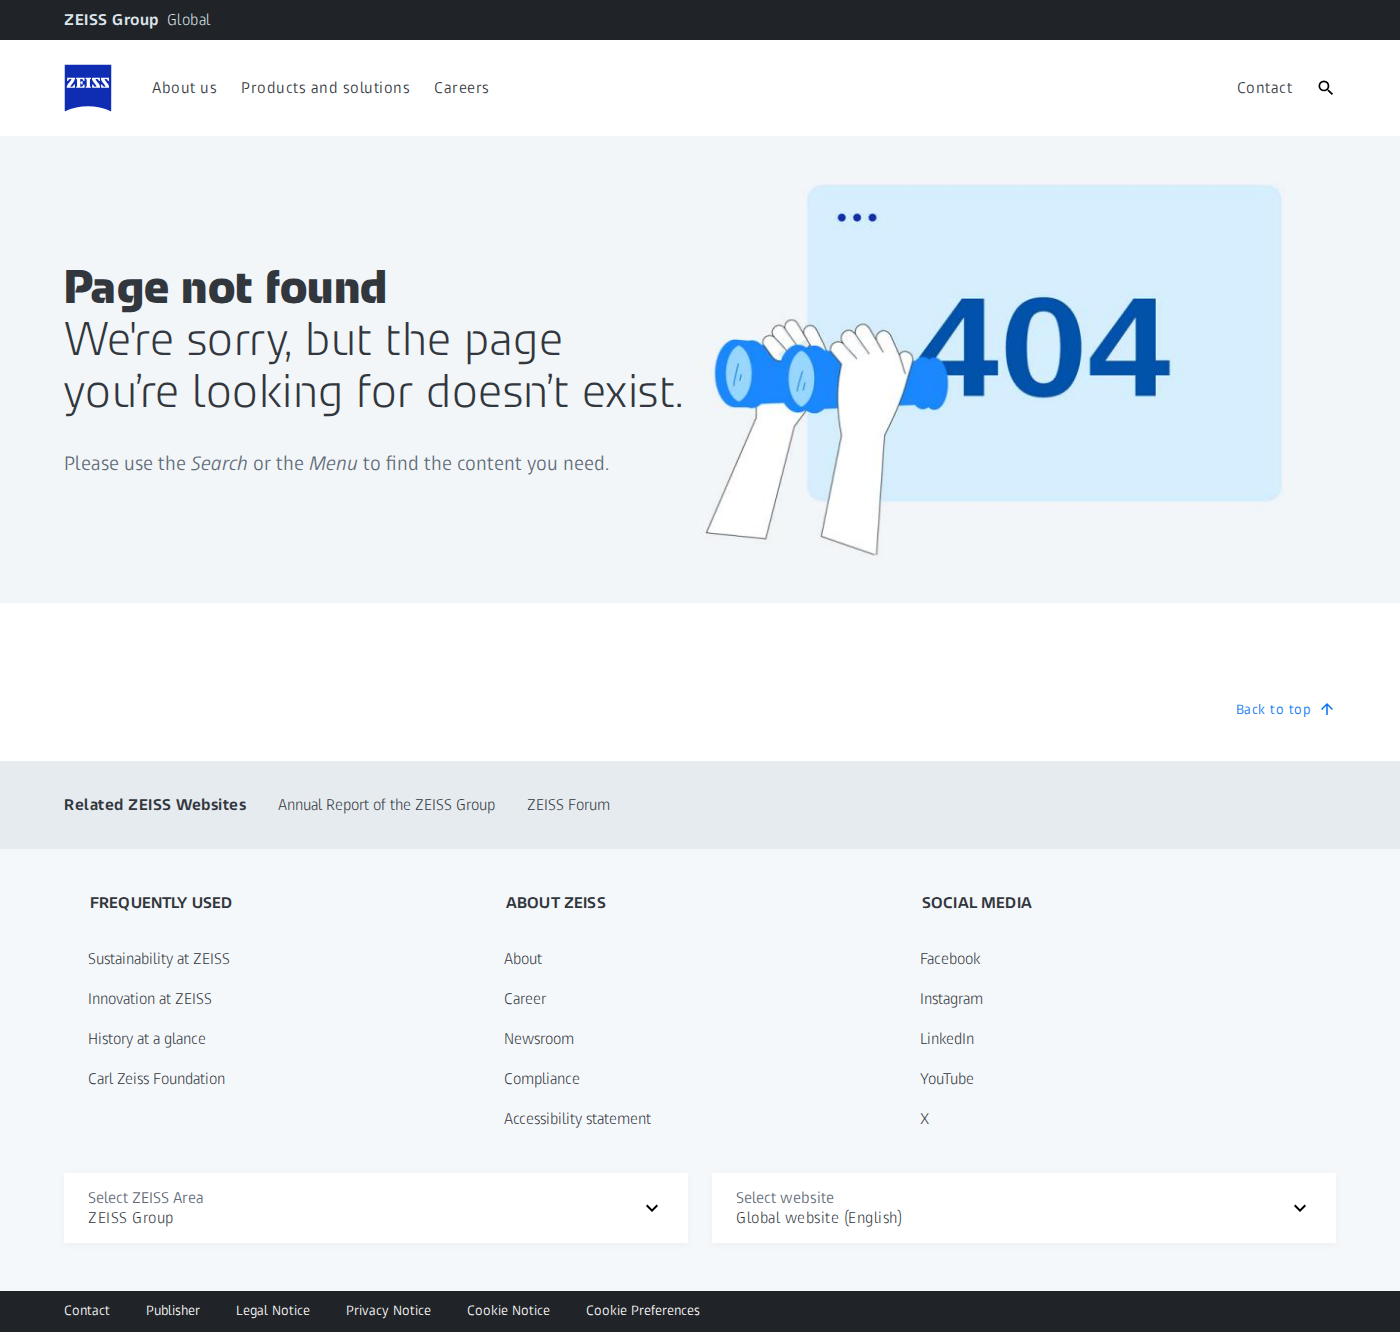 ZEISS Group Global
ZEISS
About us
Products and solutions
Careers
Contact
Page not found
We're sorry, but the page
you’re looking for doesn’t exist.
Please use the Search or the Menu to find the content you need.
404
Back to top
Related ZEISS Websites
Annual Report of the ZEISS Group
ZEISS Forum
FREQUENTLY USED
Sustainability at ZEISS
Innovation at ZEISS
History at a glance
Carl Zeiss Foundation
ABOUT ZEISS
About
Career
Newsroom
Compliance
Accessibility statement
SOCIAL MEDIA
Facebook
Instagram
LinkedIn
YouTube
X
Select ZEISS Area
ZEISS Group
Select website
Global website (English)
Contact
Publisher
Legal Notice
Privacy Notice
Cookie Notice
Cookie Preferences